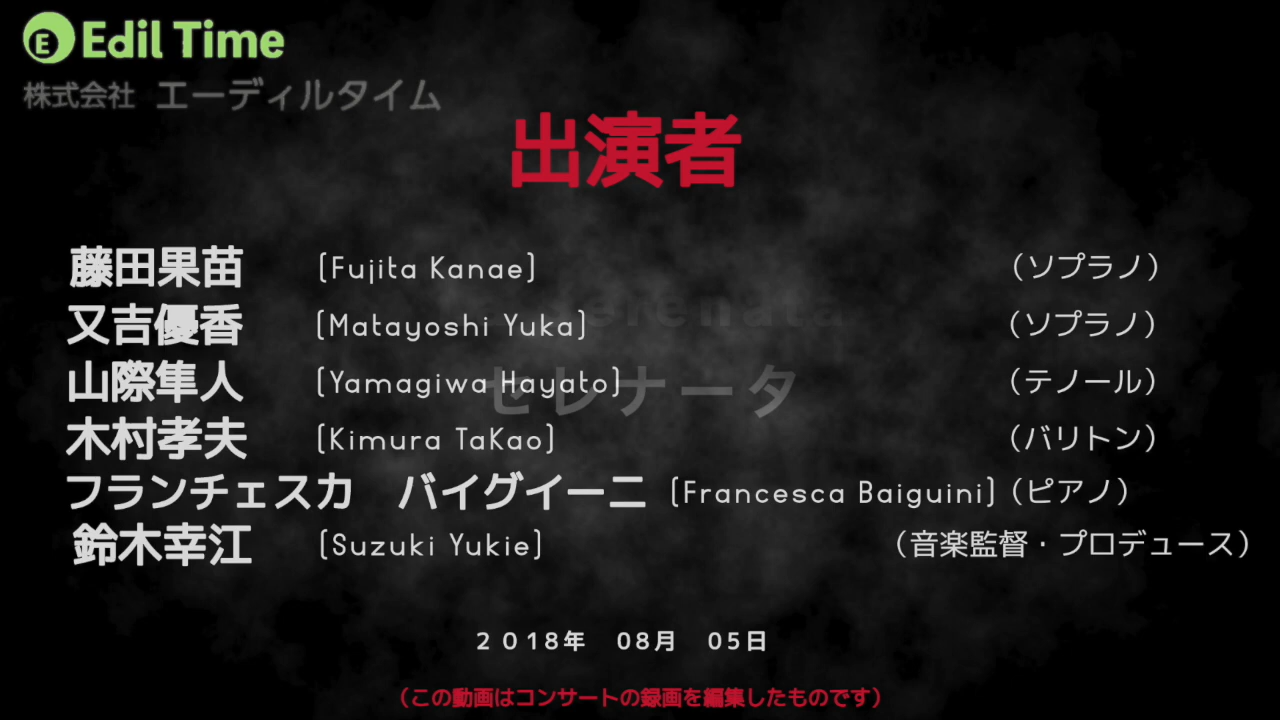 Edil Time
株式会社 エーディルタイム
出演者
藤田果苗 (Fujita Kanae) （ソプラノ）
又吉優香 (Matayoshi Yuka) （ソプラノ）
山際隼人 (Yamagiwa Hayato) （テノール）
セレナータ
木村孝夫 (Kimura TaKao) （バリトン）
フランチェスカ バイグイーニ (Francesca Baiguini) （ピアノ）
鈴木幸江 (Suzuki Yukie) （音楽監督・プロデュース）
２０18年 08月 05日
（この動画はコンサートの録画を編集したものです）